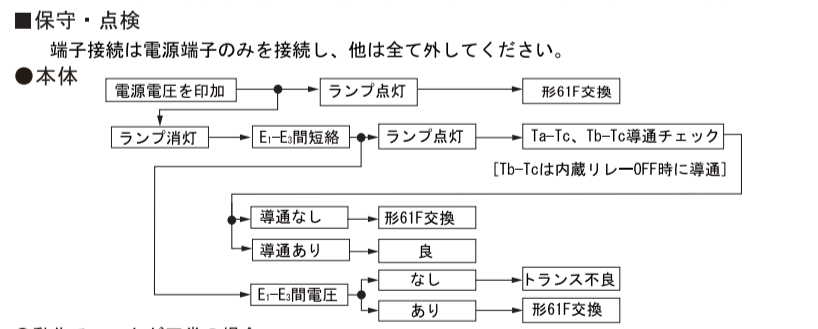 ■保守・点検
端子接続は電源端子のみを接続し、他は全て外してください。
●本体
電源電圧を印加
ランプ点灯
形61F交換
ランプ消灯
E1-E3間短絡
ランプ点灯
Ta-Tc、Tb-Tc導通チェック
[Tb-Tcは内蔵リレーOFF時に導通]
導通なし
形61F交換
導通あり
良
E1-E3間電圧
なし
トランス不良
あり
形61F交換